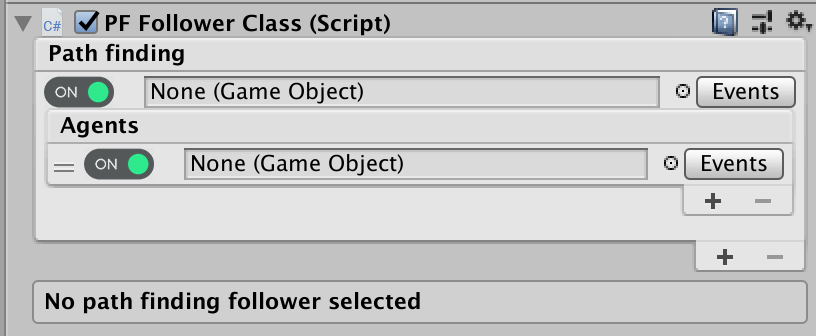 C# PF Follower Class (Script)
Path finding
ON None (Game Object) Events
Agents
ON None (Game Object) Events
+ −
+ −
No path finding follower selected